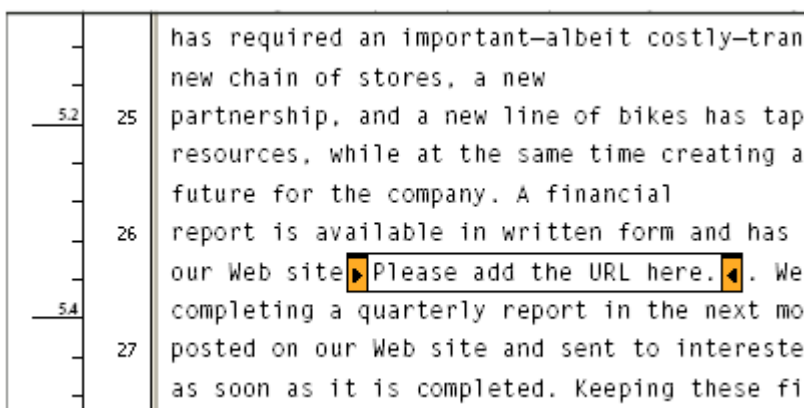 has required an important—albeit costly—tran
new chain of stores, a new
5.2 25 partnership, and a new line of bikes has tap
resources, while at the same time creating a
future for the company. A financial
26 report is available in written form and has
our Web site Please add the URL here. . We
5.4 completing a quarterly report in the next mo
27 posted on our Web site and sent to intereste
as soon as it is completed. Keeping these fi